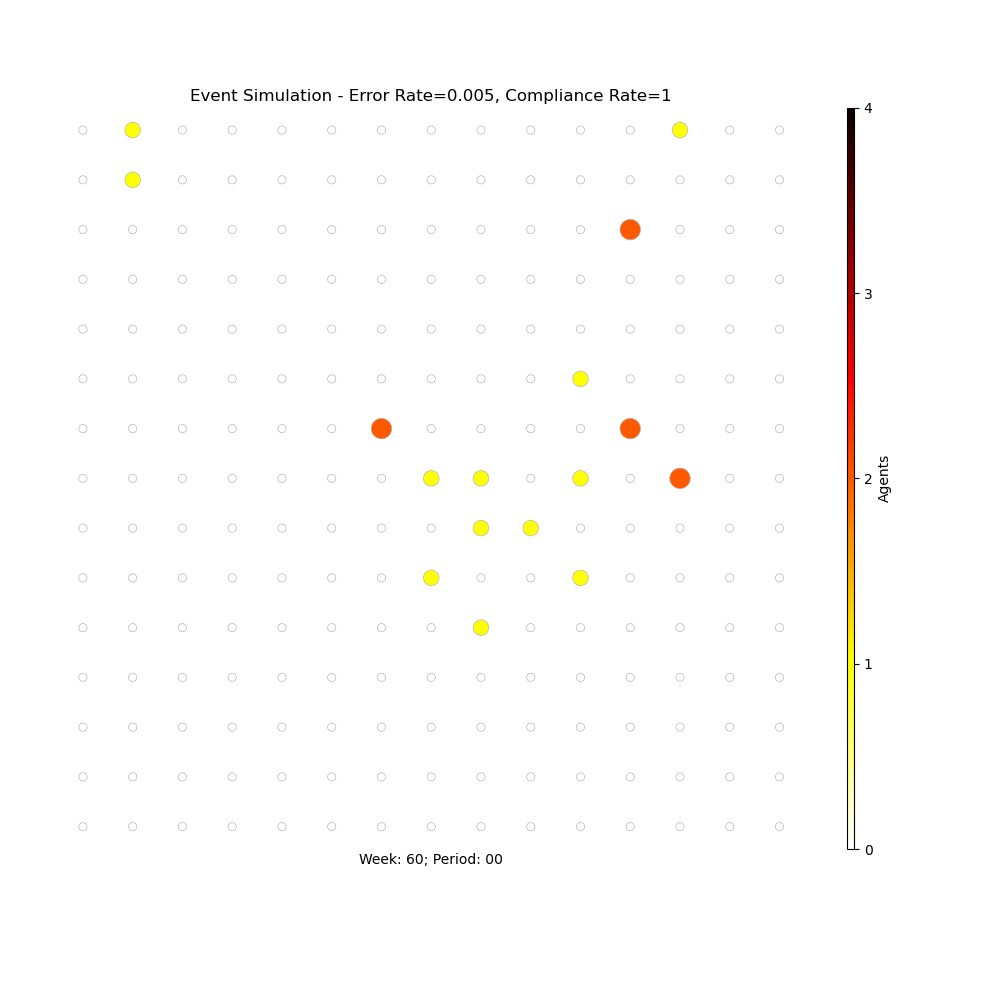 Event Simulation - Error Rate=0.005, Compliance Rate=1
4
3
2
1
0
Agents
Week: 60; Period: 00